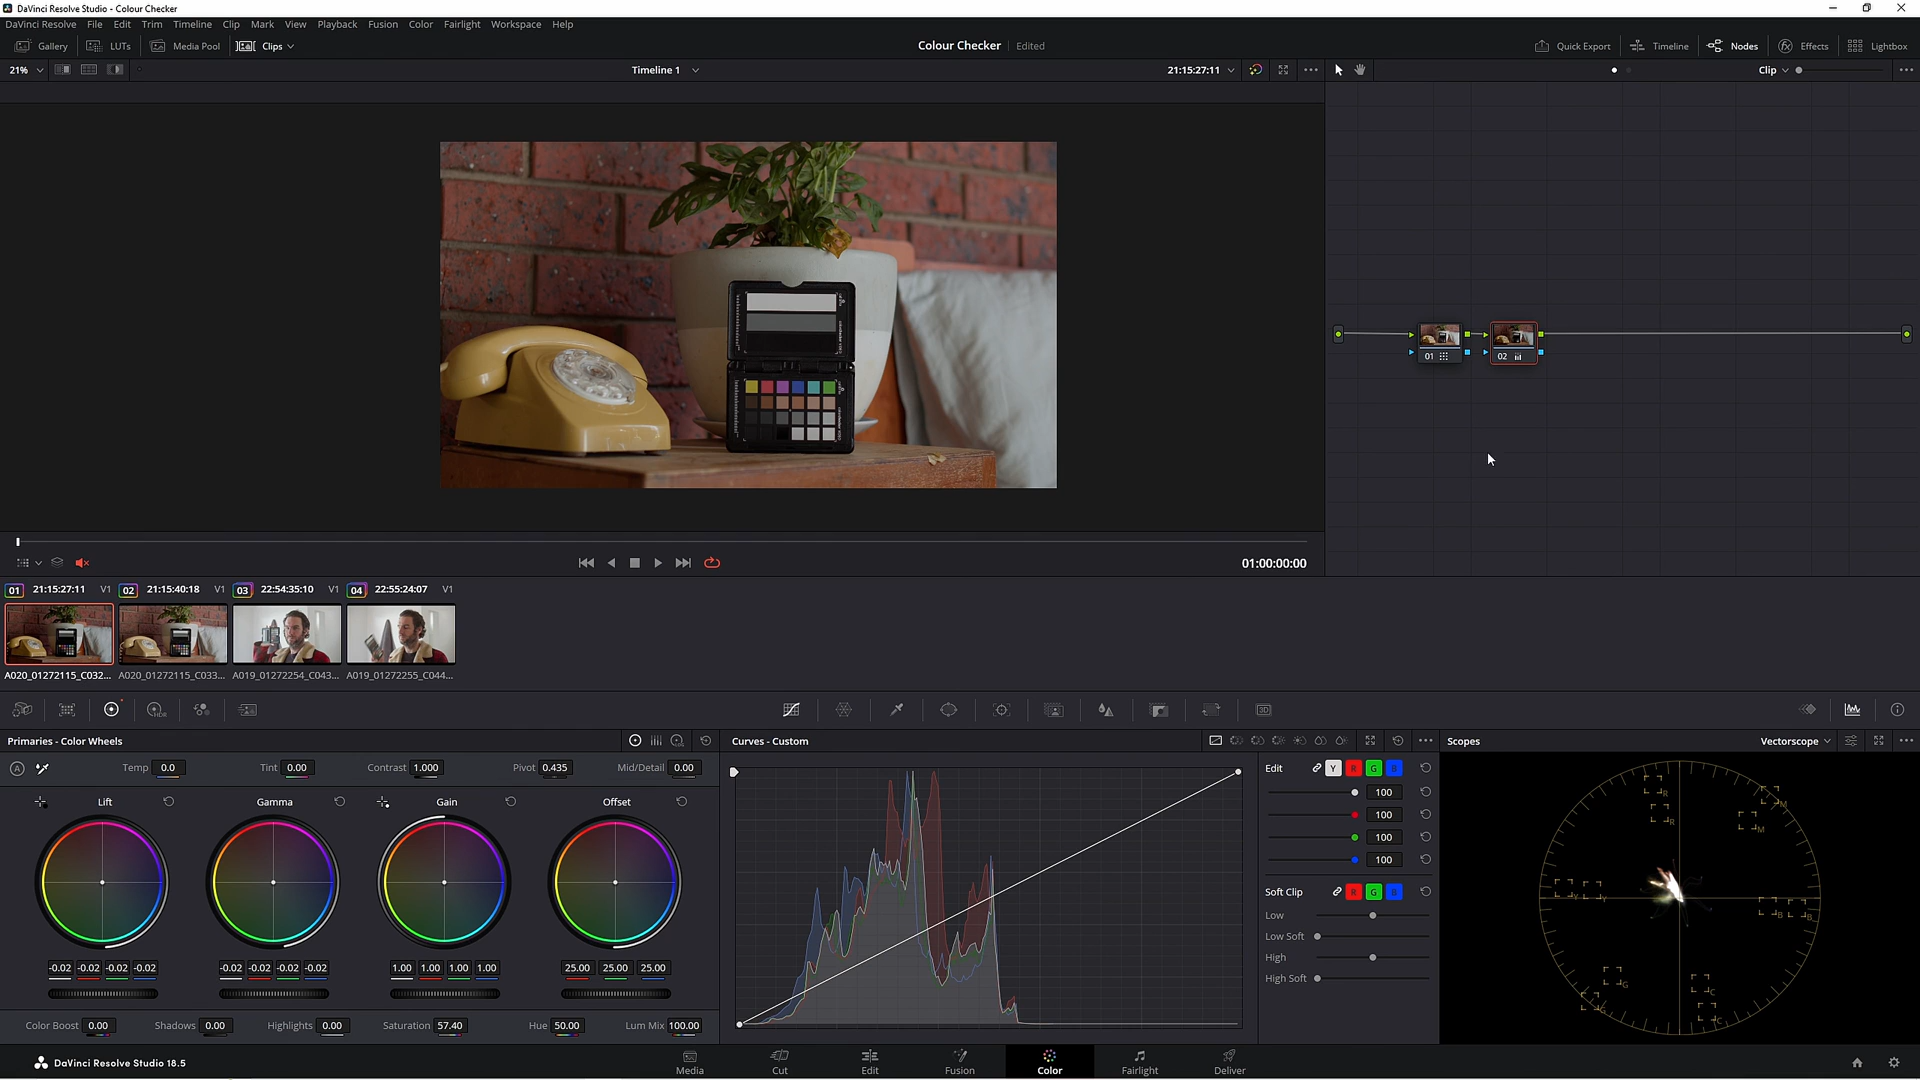 DaVinci Resolve Studio - Colour Checker
DaVinci Resolve File Edit Trim Timeline Clip Mark View Playback Fusion Color Fairlight Workspace Help
Gallery LUTs Media Pool Clips Colour Checker Edited Quick Export Timeline Nodes Effects Lightbox
21% Timeline 1 21:15:27:11 Clip
01 02
01:00:00:00
01 21:15:27:11 V1 02 21:15:40:18 V1 03 22:54:35:10 V1 04 22:55:24:07 V1
A020_01272115_C032... A020_01272115_C033... A019_01272254_C043... A019_01272255_C044...
HDR 3D
Primaries - Color Wheels Curves - Custom Scopes Vectorscope
A Temp 0.0 Tint 0.00 Contrast 1.000 Pivot 0.435 Mid/Detail 0.00
Lift Gamma Gain Offset
-0.02 -0.02 -0.02 -0.02 -0.02 -0.02 -0.02 -0.02 1.00 1.00 1.00 1.00 25.00 25.00 25.00
Color Boost 0.00 Shadows 0.00 Highlights 0.00 Saturation 57.40 Hue 50.00 Lum Mix 100.00
Edit Y R G B
100
100
100
100
Soft Clip R G B
Low
Low Soft
High
High Soft
R M
R M
Y Y B B
G C
G C
DaVinci Resolve Studio 18.5 Media Cut Edit Fusion Color Fairlight Deliver